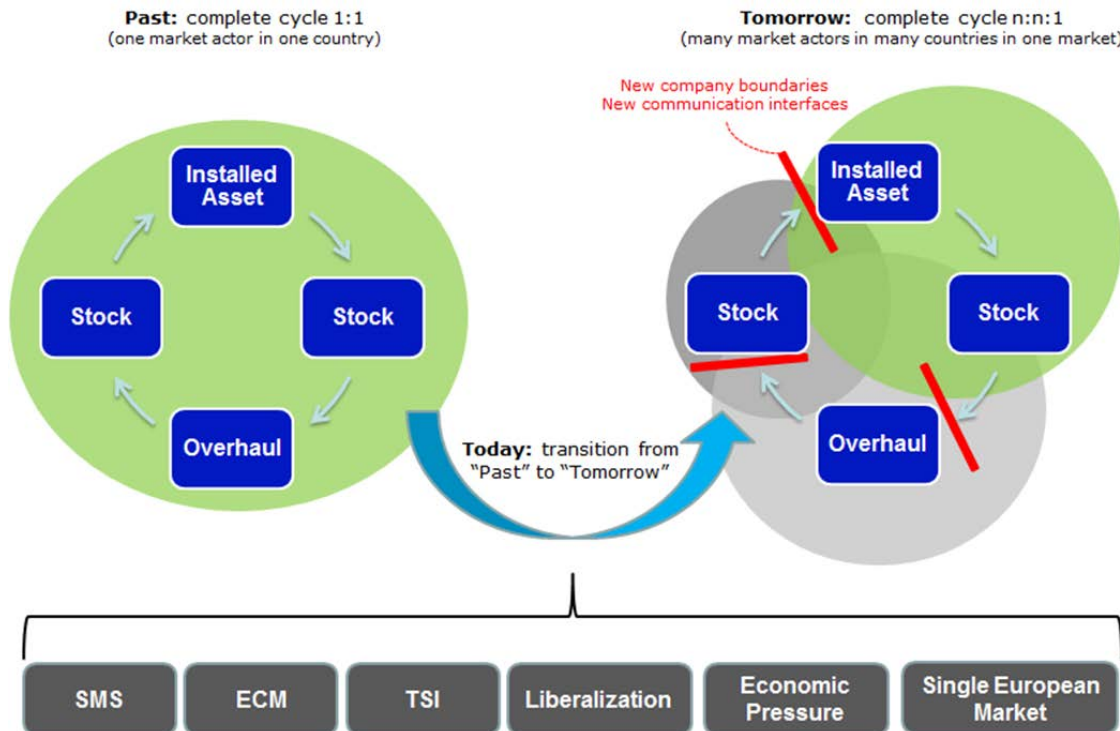 Past: complete cycle 1:1
(one market actor in one country)
Tomorrow: complete cycle n:n:1
(many market actors in many countries in one market)
New company boundaries
New communication interfaces
Installed
Asset
Stock
Stock
Overhaul
Installed
Asset
Stock
Stock
Overhaul
Today: transition from
“Past” to “Tomorrow”
SMS
ECM
TSI
Liberalization
Economic
Pressure
Single European
Market